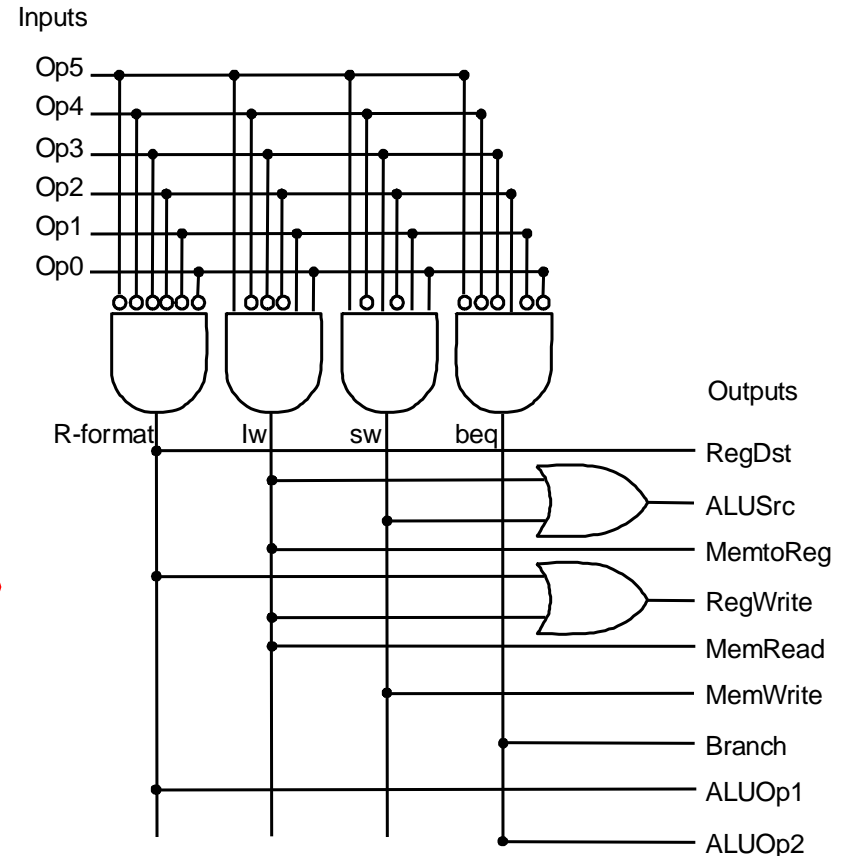 Inputs
Op5
Op4
Op3
Op2
Op1
Op0
Outputs
R-format
lw
sw
beq
RegDst
ALUSrc
MemtoReg
RegWrite
MemRead
MemWrite
Branch
ALUOp1
ALUOp2